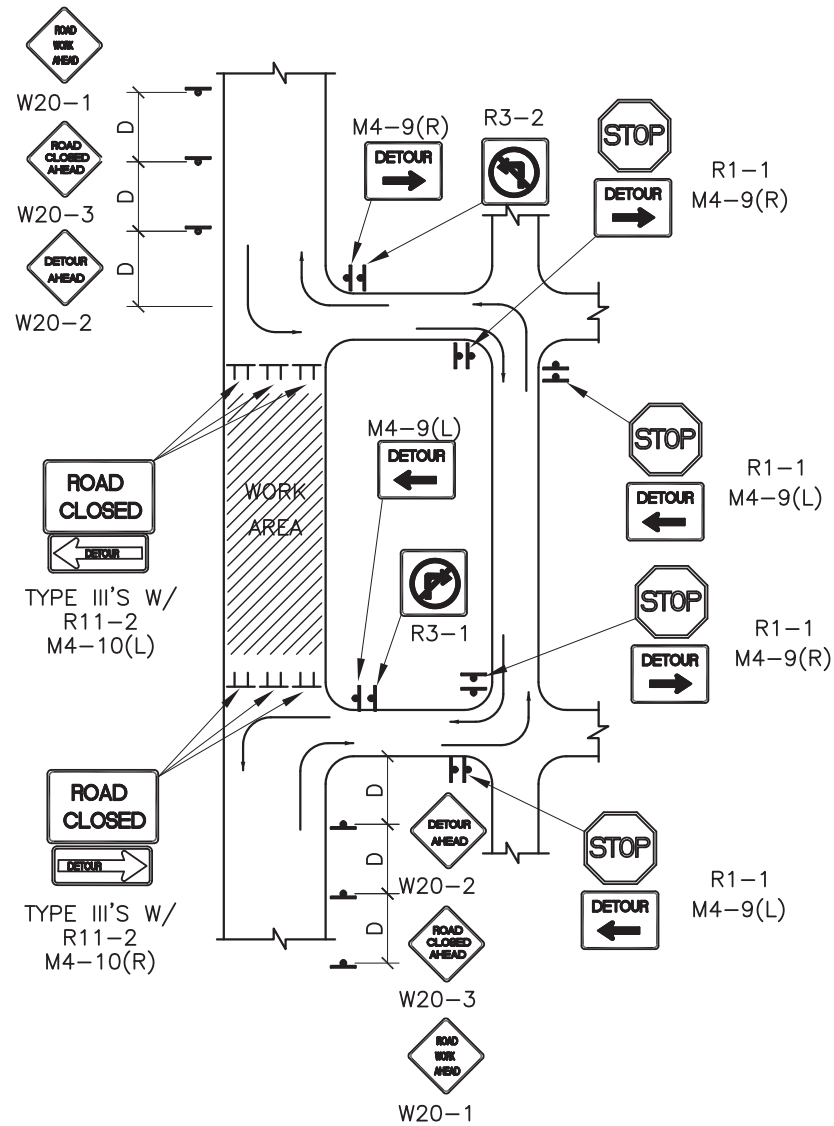 ROAD
WORK
AHEAD
W20-1
D
ROAD
CLOSED
AHEAD
W20-3
D
DETOUR
AHEAD
W20-2
D
M4-9(R)
DETOUR
R3-2
STOP
DETOUR
R1-1
M4-9(R)
M4-9(L)
DETOUR
STOP
DETOUR
R1-1
M4-9(L)
ROAD
CLOSED
DETOUR
TYPE III'S W/
R11-2
M4-10(L)
WORK
AREA
R3-1
STOP
DETOUR
R1-1
M4-9(R)
ROAD
CLOSED
DETOUR
TYPE III'S W/
R11-2
M4-10(R)
D
DETOUR
AHEAD
W20-2
D
ROAD
CLOSED
AHEAD
W20-3
D
ROAD
WORK
AHEAD
W20-1
STOP
DETOUR
R1-1
M4-9(L)